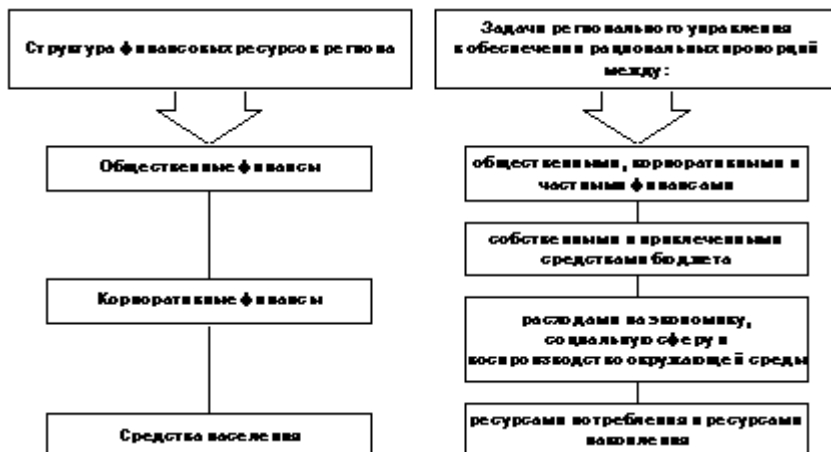 Структура финансовых ресурсов региона
Общественные финансы
Корпоративные финансы
Средства населения
Задачи регионального управления
в обеспечении рациональных пропорций
между:
общественными, корпоративными и
частными финансами
собственными и привлеченными
средствами бюджета
расходами на экономику,
социальную сферу и
воспроизводство окружающей среды
ресурсами потребления и ресурсами
накопления